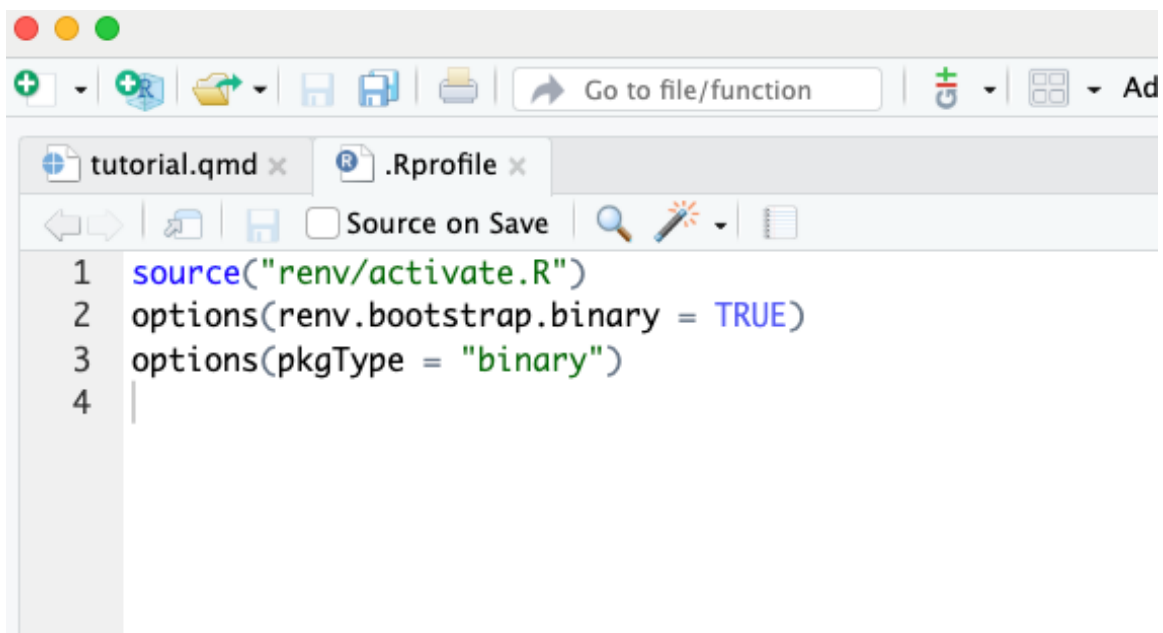 Go to file/function
Ad
tutorial.qmd
.Rprofile
Source on Save
1 source("renv/activate.R")
2 options(renv.bootstrap.binary = TRUE)
3 options(pkgType = "binary")
4